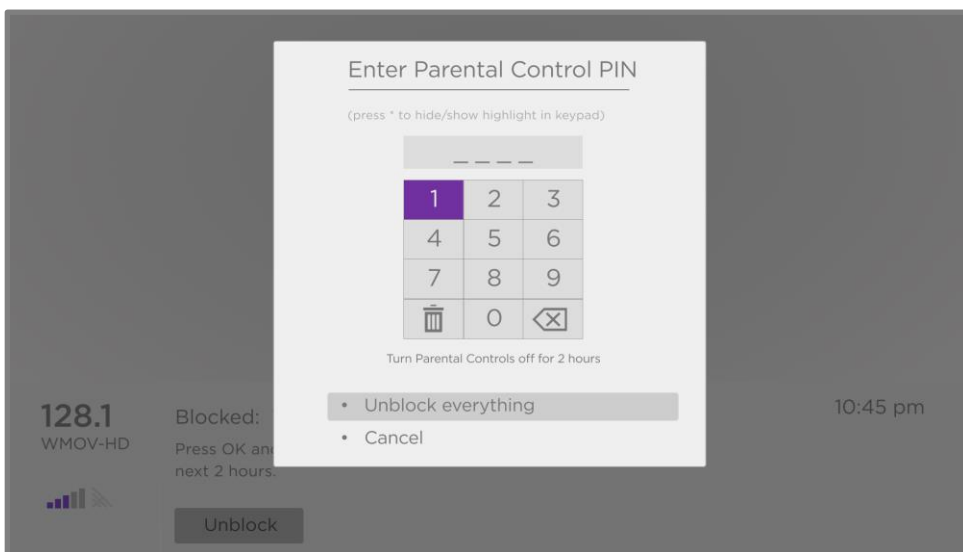 Enter Parental Control PIN
(press * to hide/show highlight in keypad)
_ _ _ _
1 2 3
4 5 6
7 8 9
0
Turn Parental Controls off for 2 hours
• Unblock everything
• Cancel
128.1
WMOV-HD
Blocked:
Press OK and
next 2 hours.
Unblock
10:45 pm